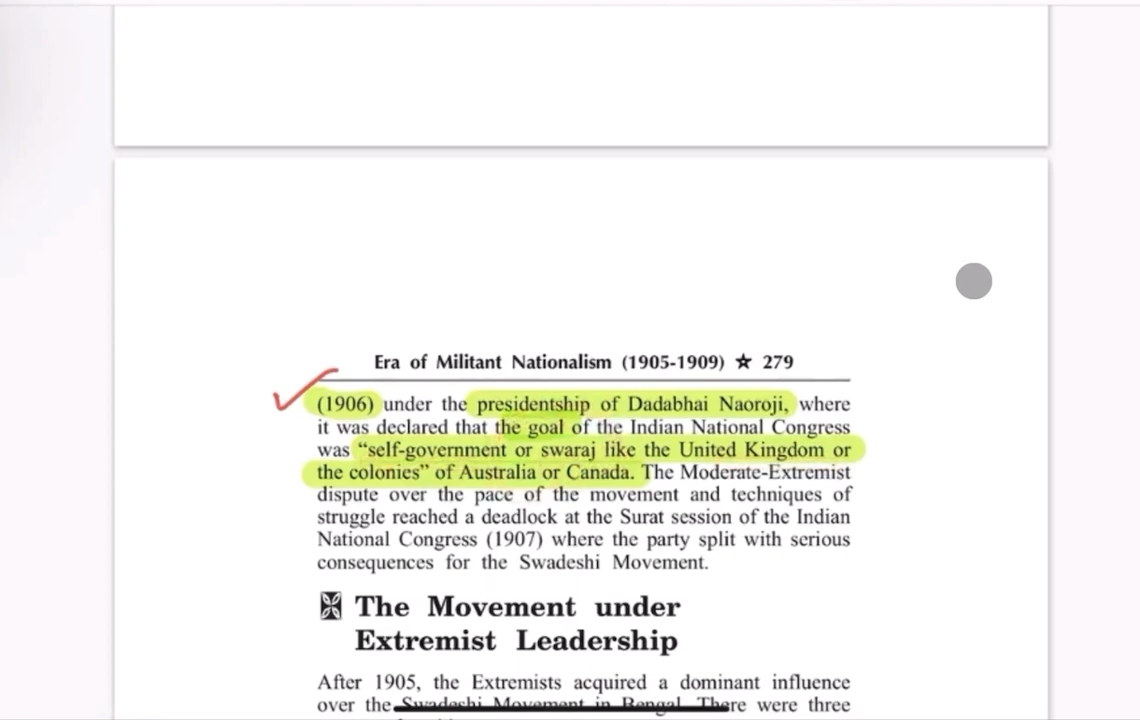 Era of Militant Nationalism (1905-1909) ☆ 279
(1906) under the presidentship of Dadabhai Naoroji, where
it was declared that the goal of the Indian National Congress
was “self-government or swaraj like the United Kingdom or
the colonies” of Australia or Canada. The Moderate-Extremist
dispute over the pace of the movement and techniques of
struggle reached a deadlock at the Surat session of the Indian
National Congress (1907) where the party split with serious
consequences for the Swadeshi Movement.
The Movement under
Extremist Leadership
After 1905, the Extremists acquired a dominant influence
over the Swadeshi Movement in Bengal. There were three